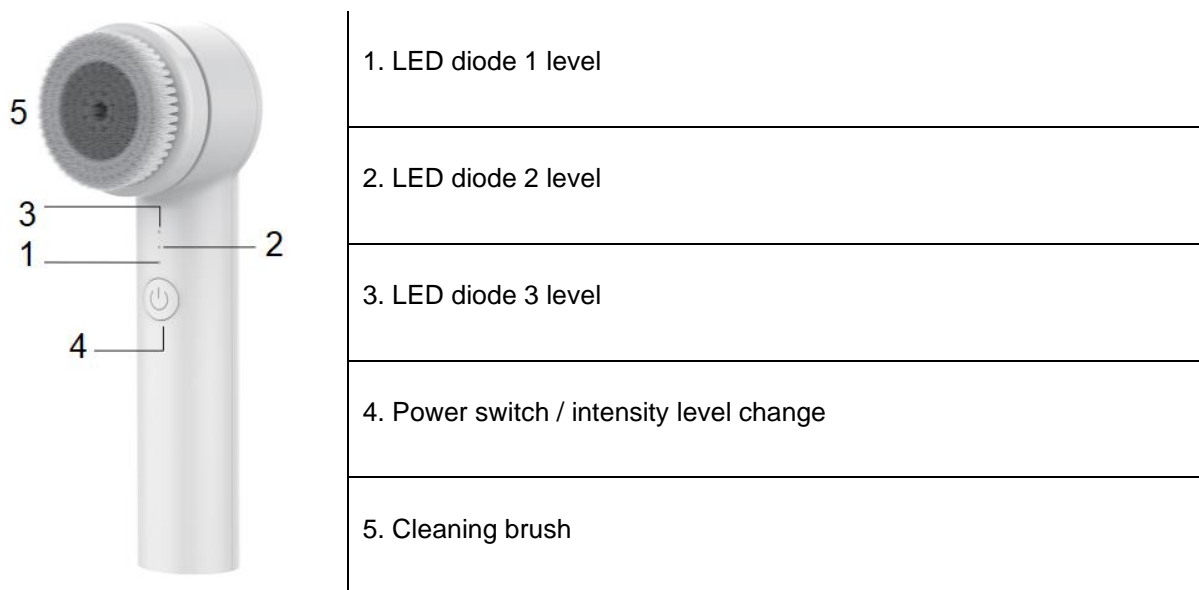 5
3
1
2
4
1. LED diode 1 level
2. LED diode 2 level
3. LED diode 3 level
4. Power switch / intensity level change
5. Cleaning brush